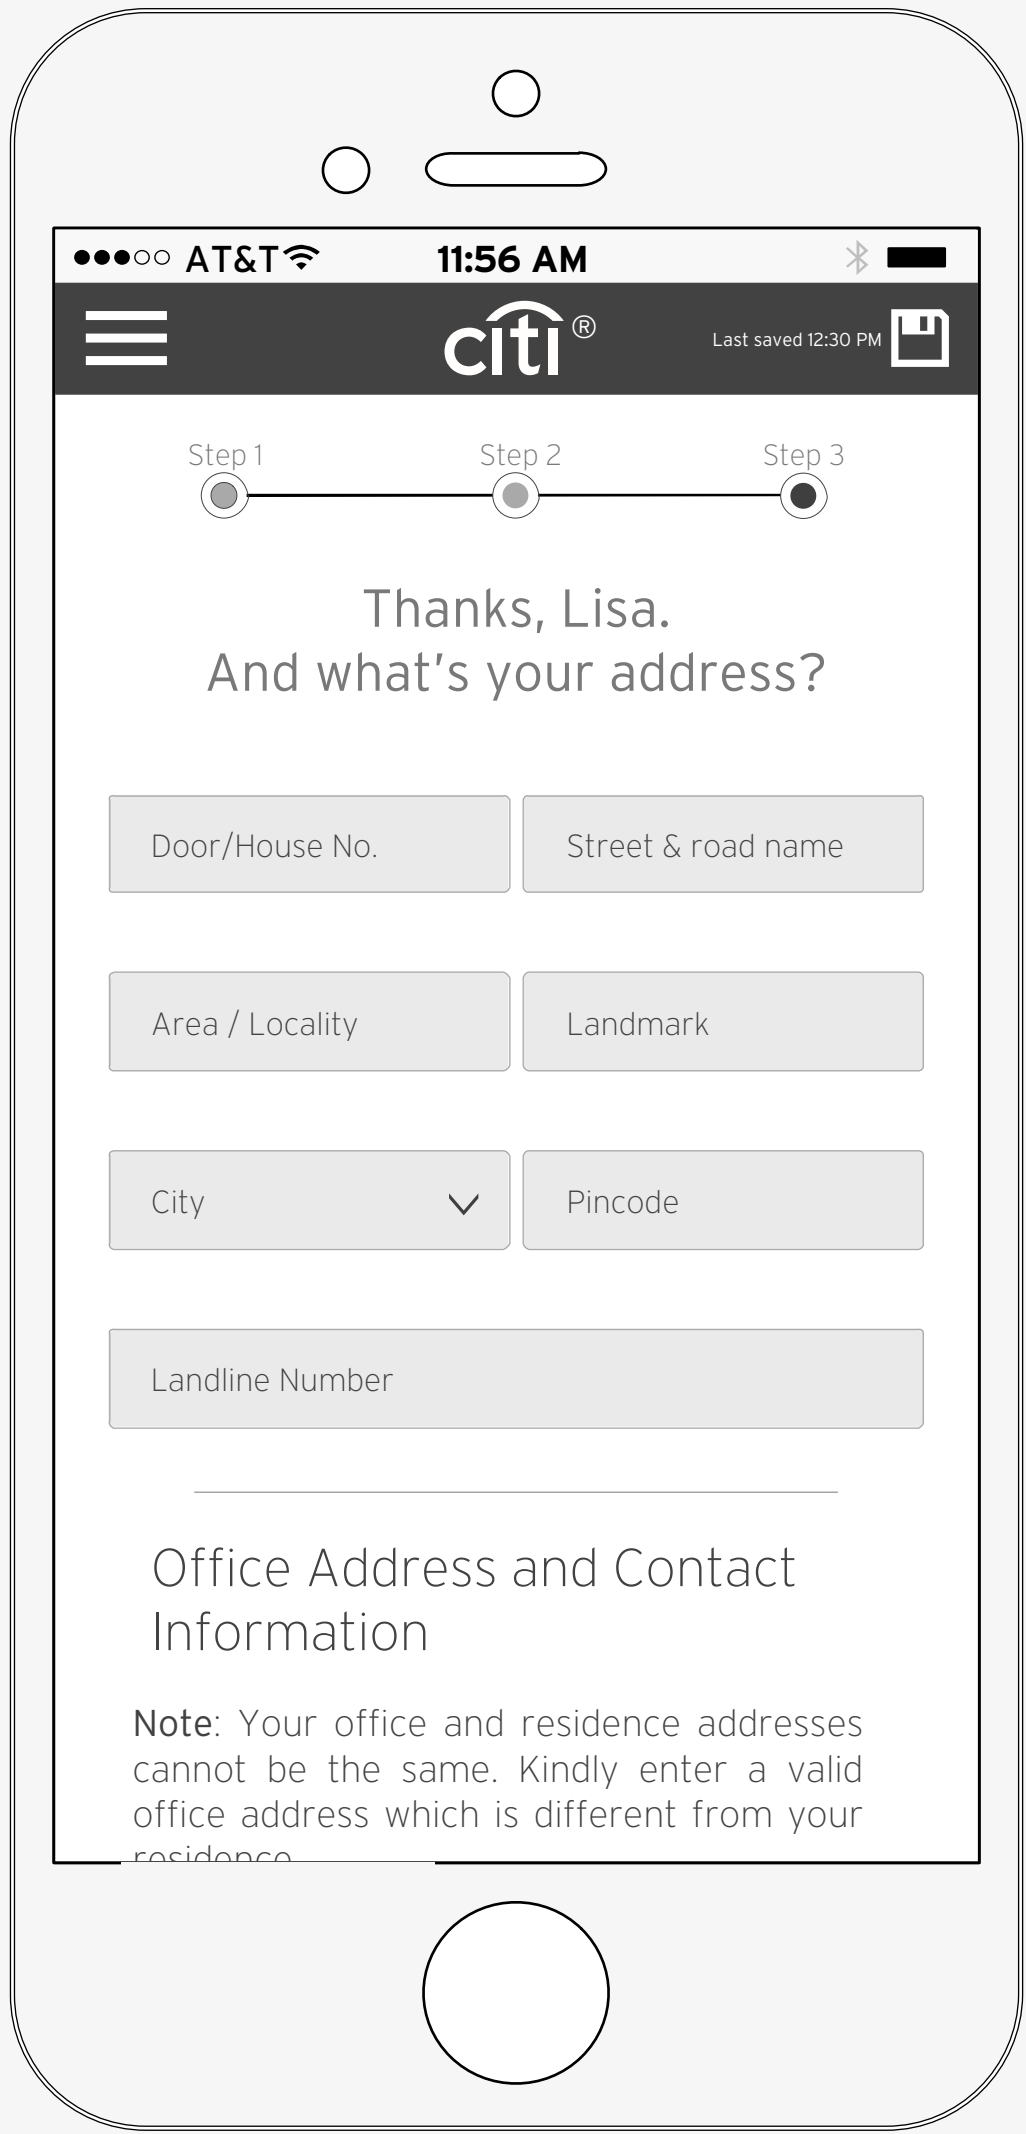 AT&T 11:56 AM
citi® Last saved 12:30 PM
Step 1 Step 2 Step 3
Thanks, Lisa.
And what's your address?
Door/House No. Street & road name
Area / Locality Landmark
City Pincode
Landline Number
Office Address and Contact
Information
Note: Your office and residence addresses
cannot be the same. Kindly enter a valid
office address which is different from your
residence